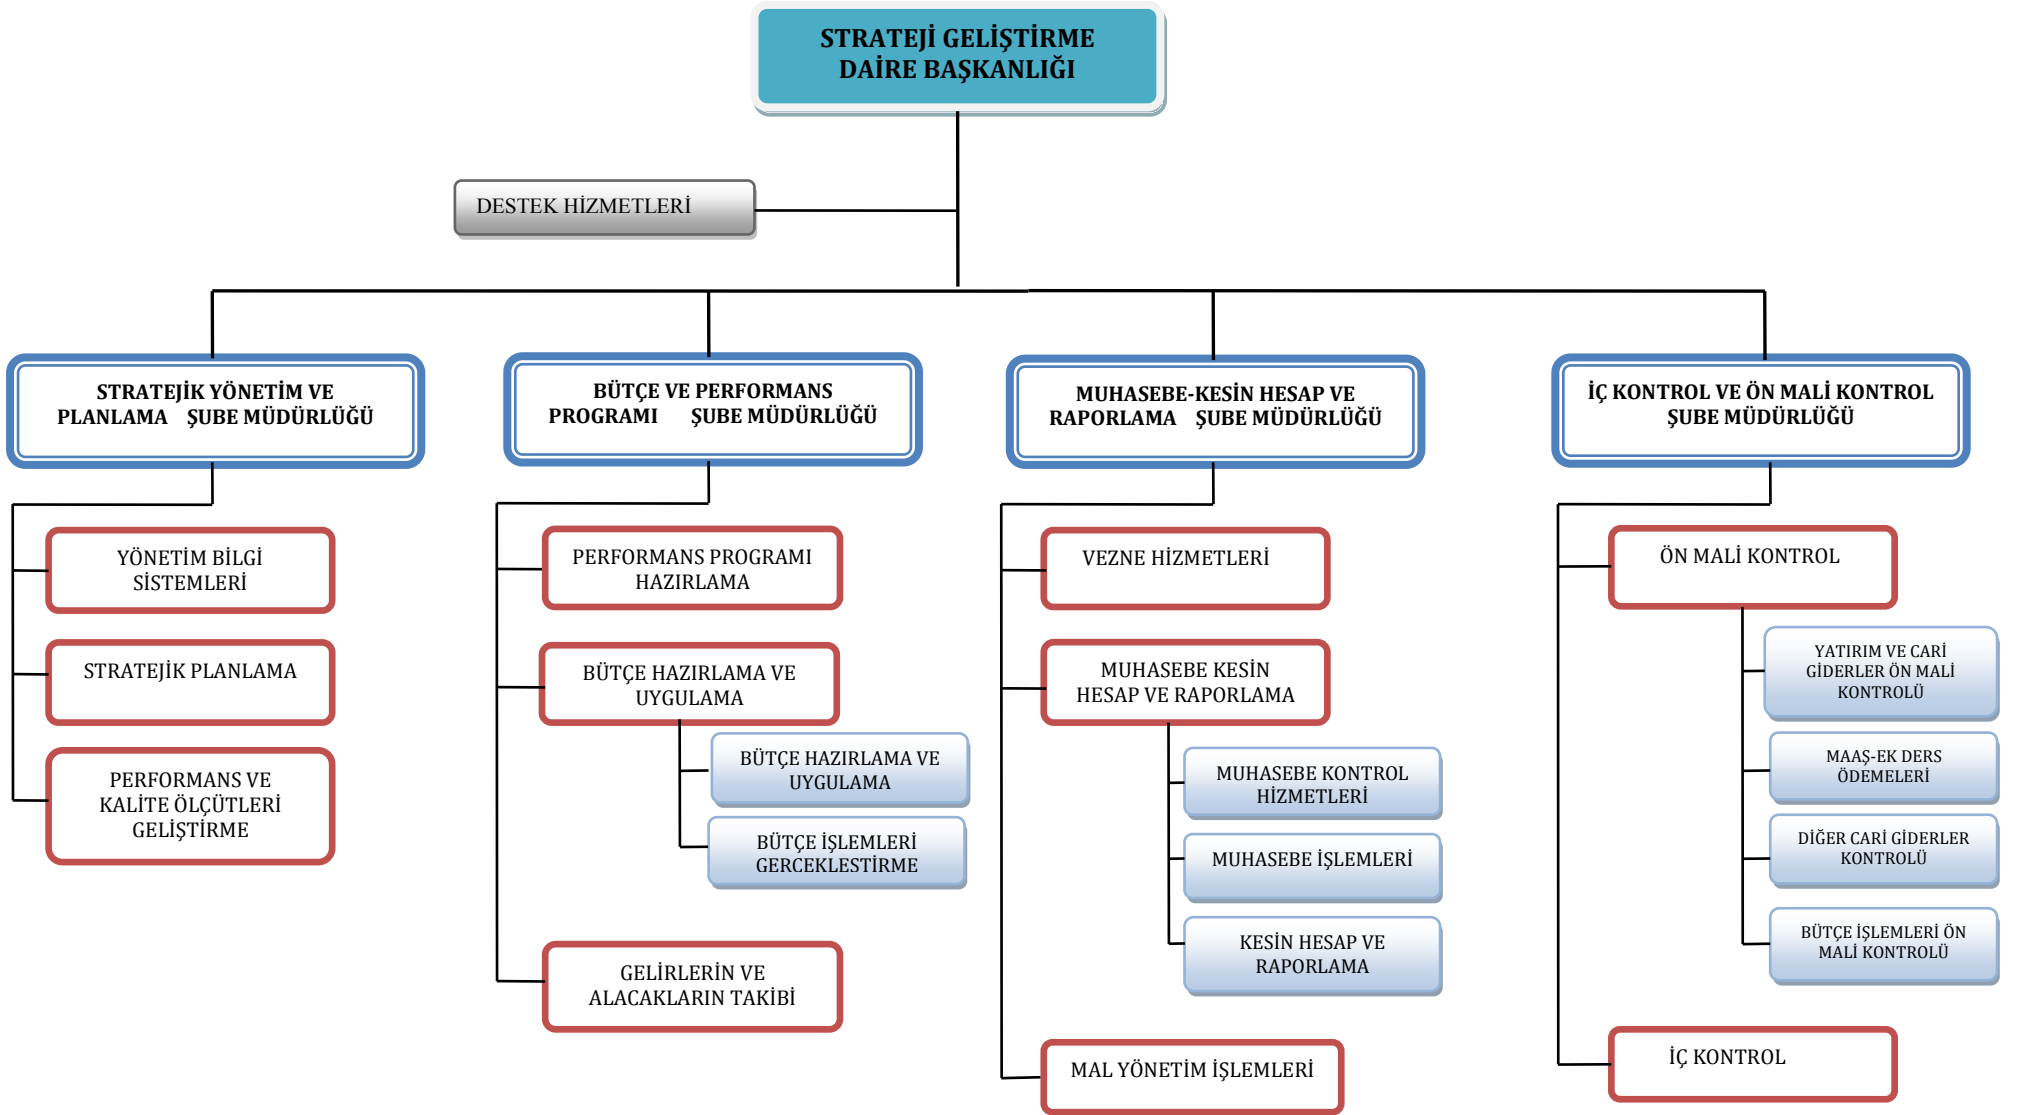 STRATEJİ GELİŞTİRME
DAİRE BAŞKANLIĞI
DESTEK HİZMETLERİ
STRATEJİK YÖNETİM VE
PLANLAMA ŞUBE MÜDÜRLÜĞÜ
YÖNETİM BİLGİ
SİSTEMLERİ
STRATEJİK PLANLAMA
PERFORMANS VE
KALİTE ÖLÇÜTLERİ
GELİŞTİRME
BÜTÇE VE PERFORMANS
PROGRAMI ŞUBE MÜDÜRLÜĞÜ
PERFORMANS PROGRAMI
HAZIRLAMA
BÜTÇE HAZIRLAMA VE
UYGULAMA
BÜTÇE HAZIRLAMA VE
UYGULAMA
BÜTÇE İŞLEMLERİ
GERCEKLESTİRME
GELİRLERİN VE
ALACAKLARIN TAKİBİ
MUHASEBE-KESİN HESAP VE
RAPORLAMA ŞUBE MÜDÜRLÜĞÜ
VEZNE HİZMETLERİ
MUHASEBE KESİN
HESAP VE RAPORLAMA
MUHASEBE KONTROL
HİZMETLERİ
MUHASEBE İŞLEMLERİ
KESİN HESAP VE
RAPORLAMA
MAL YÖNETİM İŞLEMLERİ
İÇ KONTROL VE ÖN MALİ KONTROL
ŞUBE MÜDÜRLÜĞÜ
ÖN MALİ KONTROL
YATIRIM VE CARİ
GİDERLER ÖN MALİ
KONTROLÜ
MAAŞ-EK DERS
ÖDEMELERİ
DİĞER CARİ GİDERLER
KONTROLÜ
BÜTÇE İŞLEMLERİ ÖN
MALİ KONTROLÜ
İÇ KONTROL